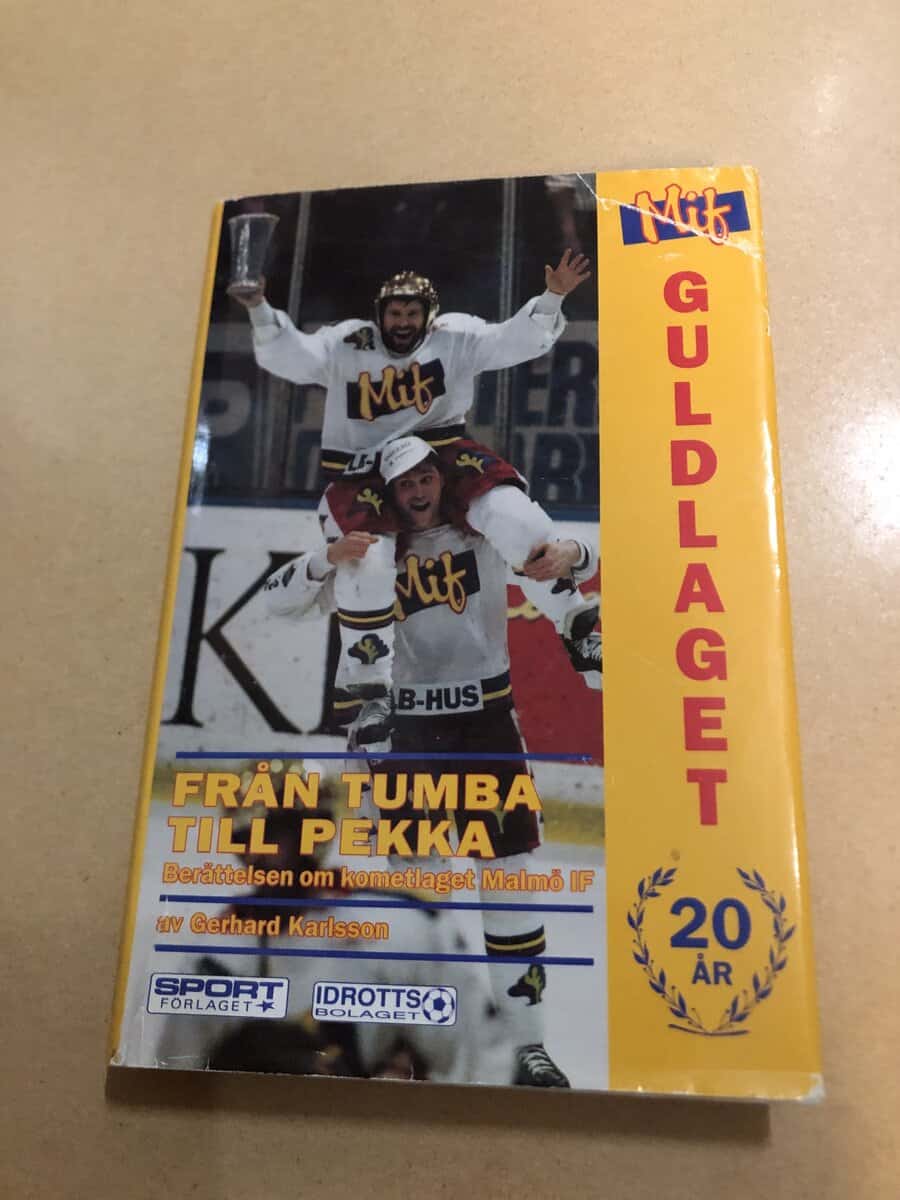 Mif
GULDLAGET
Mif
Mif
B-HUS
FRÅN TUMBA
TILL PEKKA
Berättelsen om kometlaget Malmö IF
av Gerhard Karlsson
SPORT
FÖRLAGET
IDROTTS
BOLAGET
20
ÅR